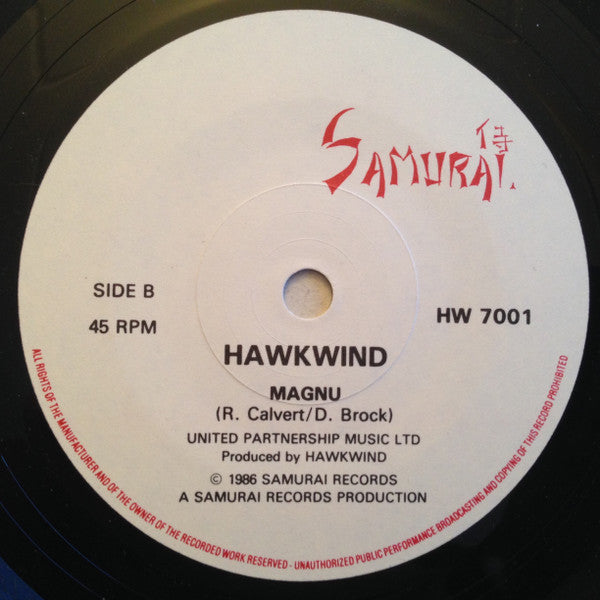 SAMURAI.
侍
SIDE B
45 RPM
HW 7001
HAWKWIND
MAGNU
(R. Calvert/D. Brock)
UNITED PARTNERSHIP MUSIC LTD
Produced by HAWKWIND
© 1986 SAMURAI RECORDS
A SAMURAI RECORDS PRODUCTION
ALL RIGHTS OF THE MANUFACTURER AND OF THE OWNER OF THE RECORDED WORK RESERVED - UNAUTHORIZED PUBLIC PERFORMANCE BROADCASTING AND COPYING OF THIS RECORD PROHIBITED